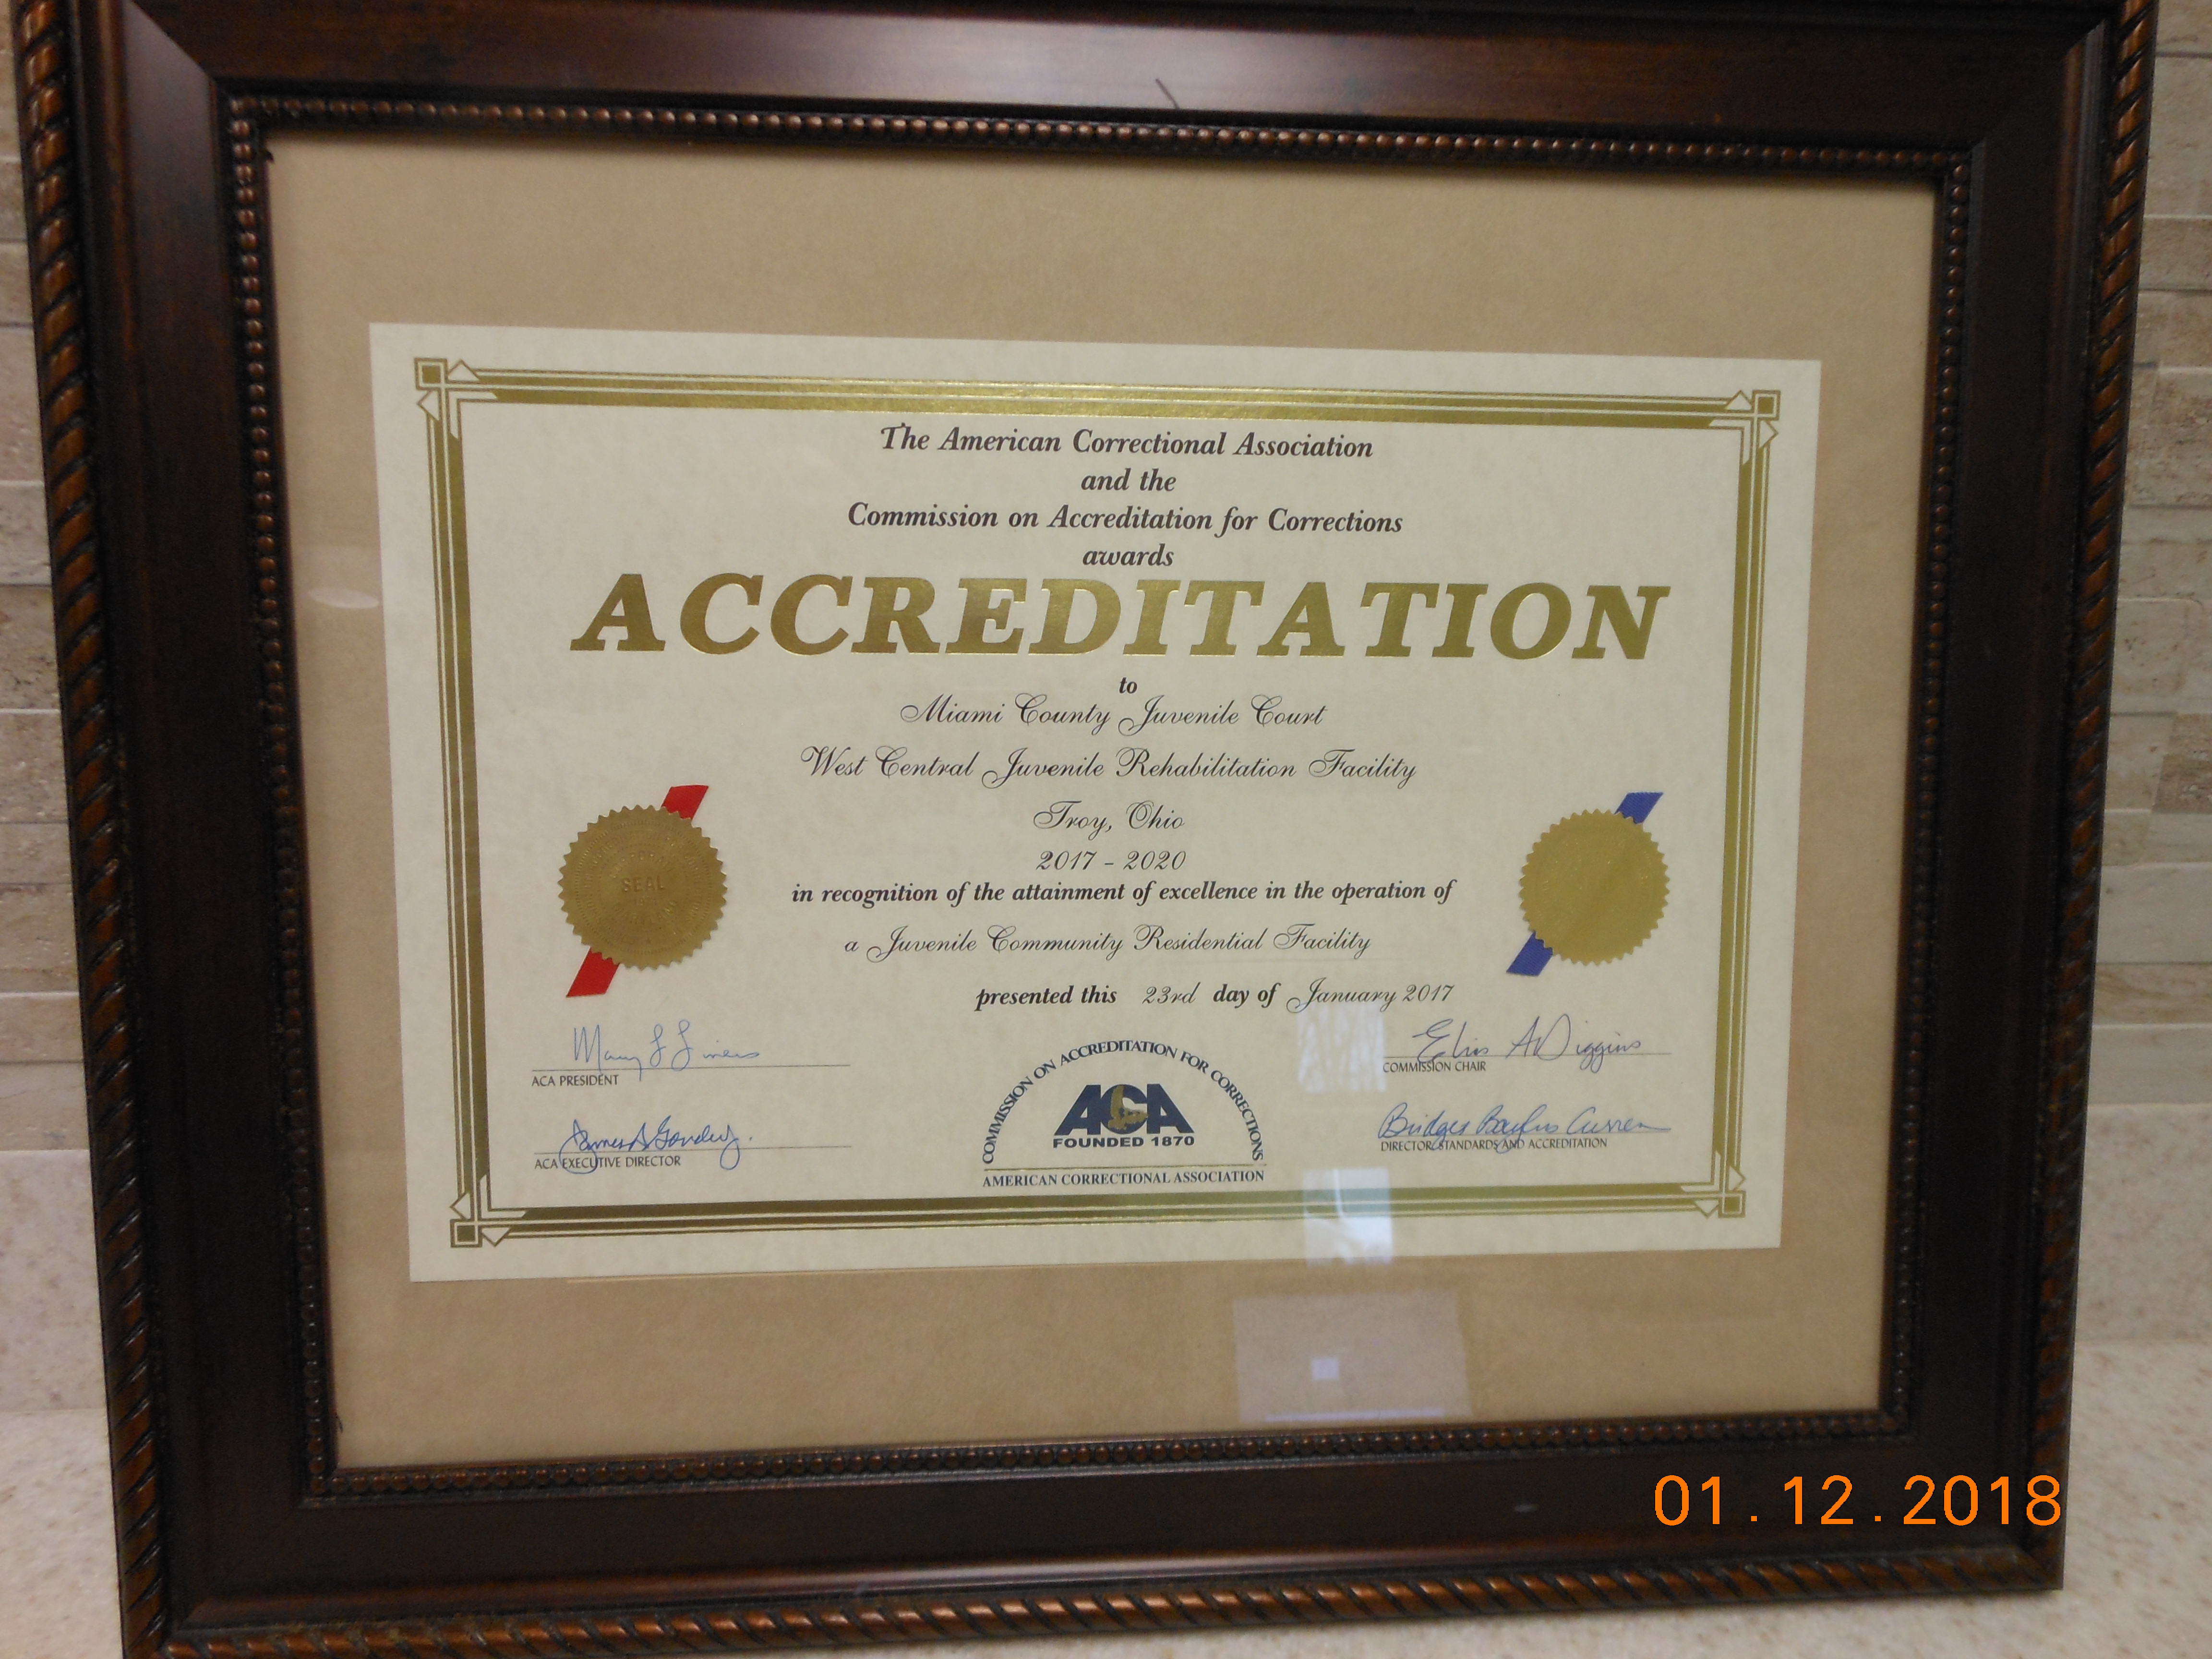 The American Correctional Association
and the
Commission on Accreditation for Corrections
awards
ACCREDITATION
to
Miami County Juvenile Court
West Central Juvenile Rehabilitation Facility
Troy, Ohio
2017 - 2020
in recognition of the attainment of excellence in the operation of
a Juvenile Community Residential Facility
presented this 23rd day of January 2017
SEAL
ACA PRESIDENT
Elias A Diggins
COMMISSION CHAIR
ACA EXECUTIVE DIRECTOR
DIRECTOR, STANDARDS AND ACCREDITATION
COMMISSION ON ACCREDITATION FOR CORRECTIONS
ACA
FOUNDED 1870
AMERICAN CORRECTIONAL ASSOCIATION
01.12.2018